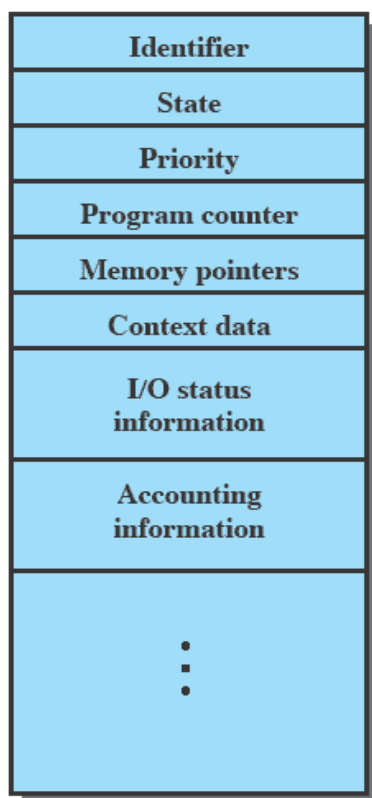 Identifier
State
Priority
Program counter
Memory pointers
Context data
I/O status
information
Accounting
information